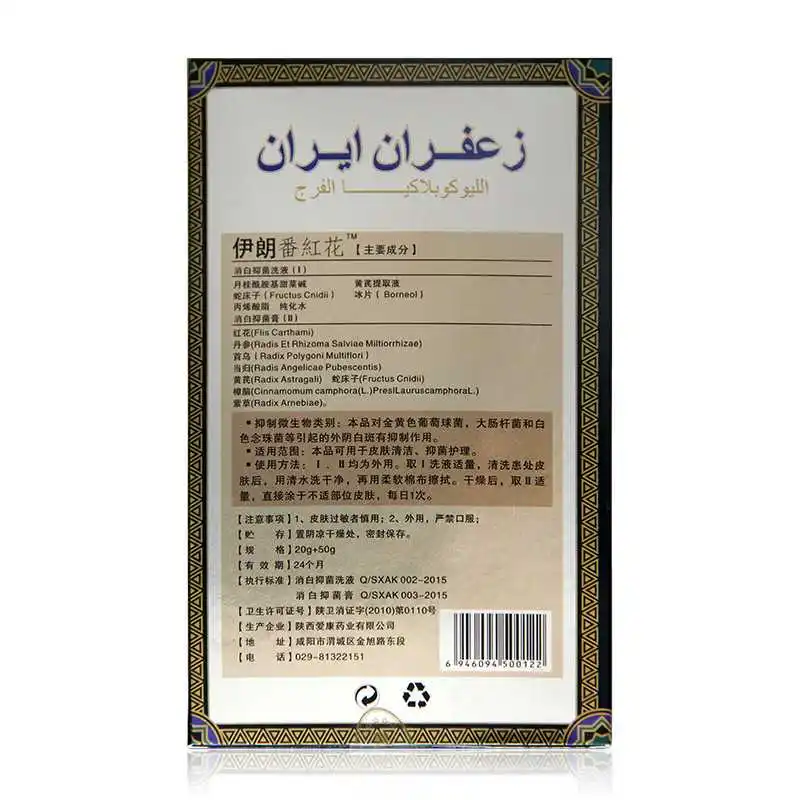 زعفران ایران
الليوكوبلاكيا الفرج
伊朗番紅花™【主要成分】
消白抑菌洗液(Ⅰ)
月桂酰胺基甜菜碱 黄芪提取液
蛇床子(Fructus Cnidii) 冰片(Borneol)
丙烯酸脂 纯化水
消白抑菌膏(Ⅱ)
红花(Flis Carthami)
丹参(Radis Et Rhizoma Salviae Miltiorrhizae)
首乌(Radix Polygoni Multiflori)
当归(Radis Angelicae Pubescentis)
黄芪(Radix Astragali) 蛇床子(Fructus Cnidii)
樟脑(Cinnamomum camphora(L.)PreslLauruscamphoraL.)
紫草(Radix Arnebiae)。
•抑制微生物类别：本品对金黄色葡萄球菌，大肠杆菌和白
色念珠菌等引起的外阴白斑有抑制作用。
•适用范围：本品可用于皮肤清洁、抑菌护理。
•使用方法：Ⅰ．Ⅱ均为外用。取Ⅰ洗液适量，清洗患处皮
肤后，用清水洗干净，再用柔软棉布擦拭。干燥后，取Ⅱ适
量，直接涂于不适部位皮肤，每日1次。
【注意事项】1、皮肤过敏者慎用；2、外用，严禁口服；
【贮 存】置阴凉干燥处，密封保存。
【规 格】20g+50g
【有 效 期】24个月
【执行标准】消白抑菌洗液 Q/SXAK 002-2015
消白抑菌膏 Q/SXAK 003-2015
【卫生许可证号】陕卫消证字(2010)第0110号
【生产企业】陕西爱康药业有限公司
【地 址】咸阳市渭城区金旭路东段
【电 话】029-81322151
6 946094 500122